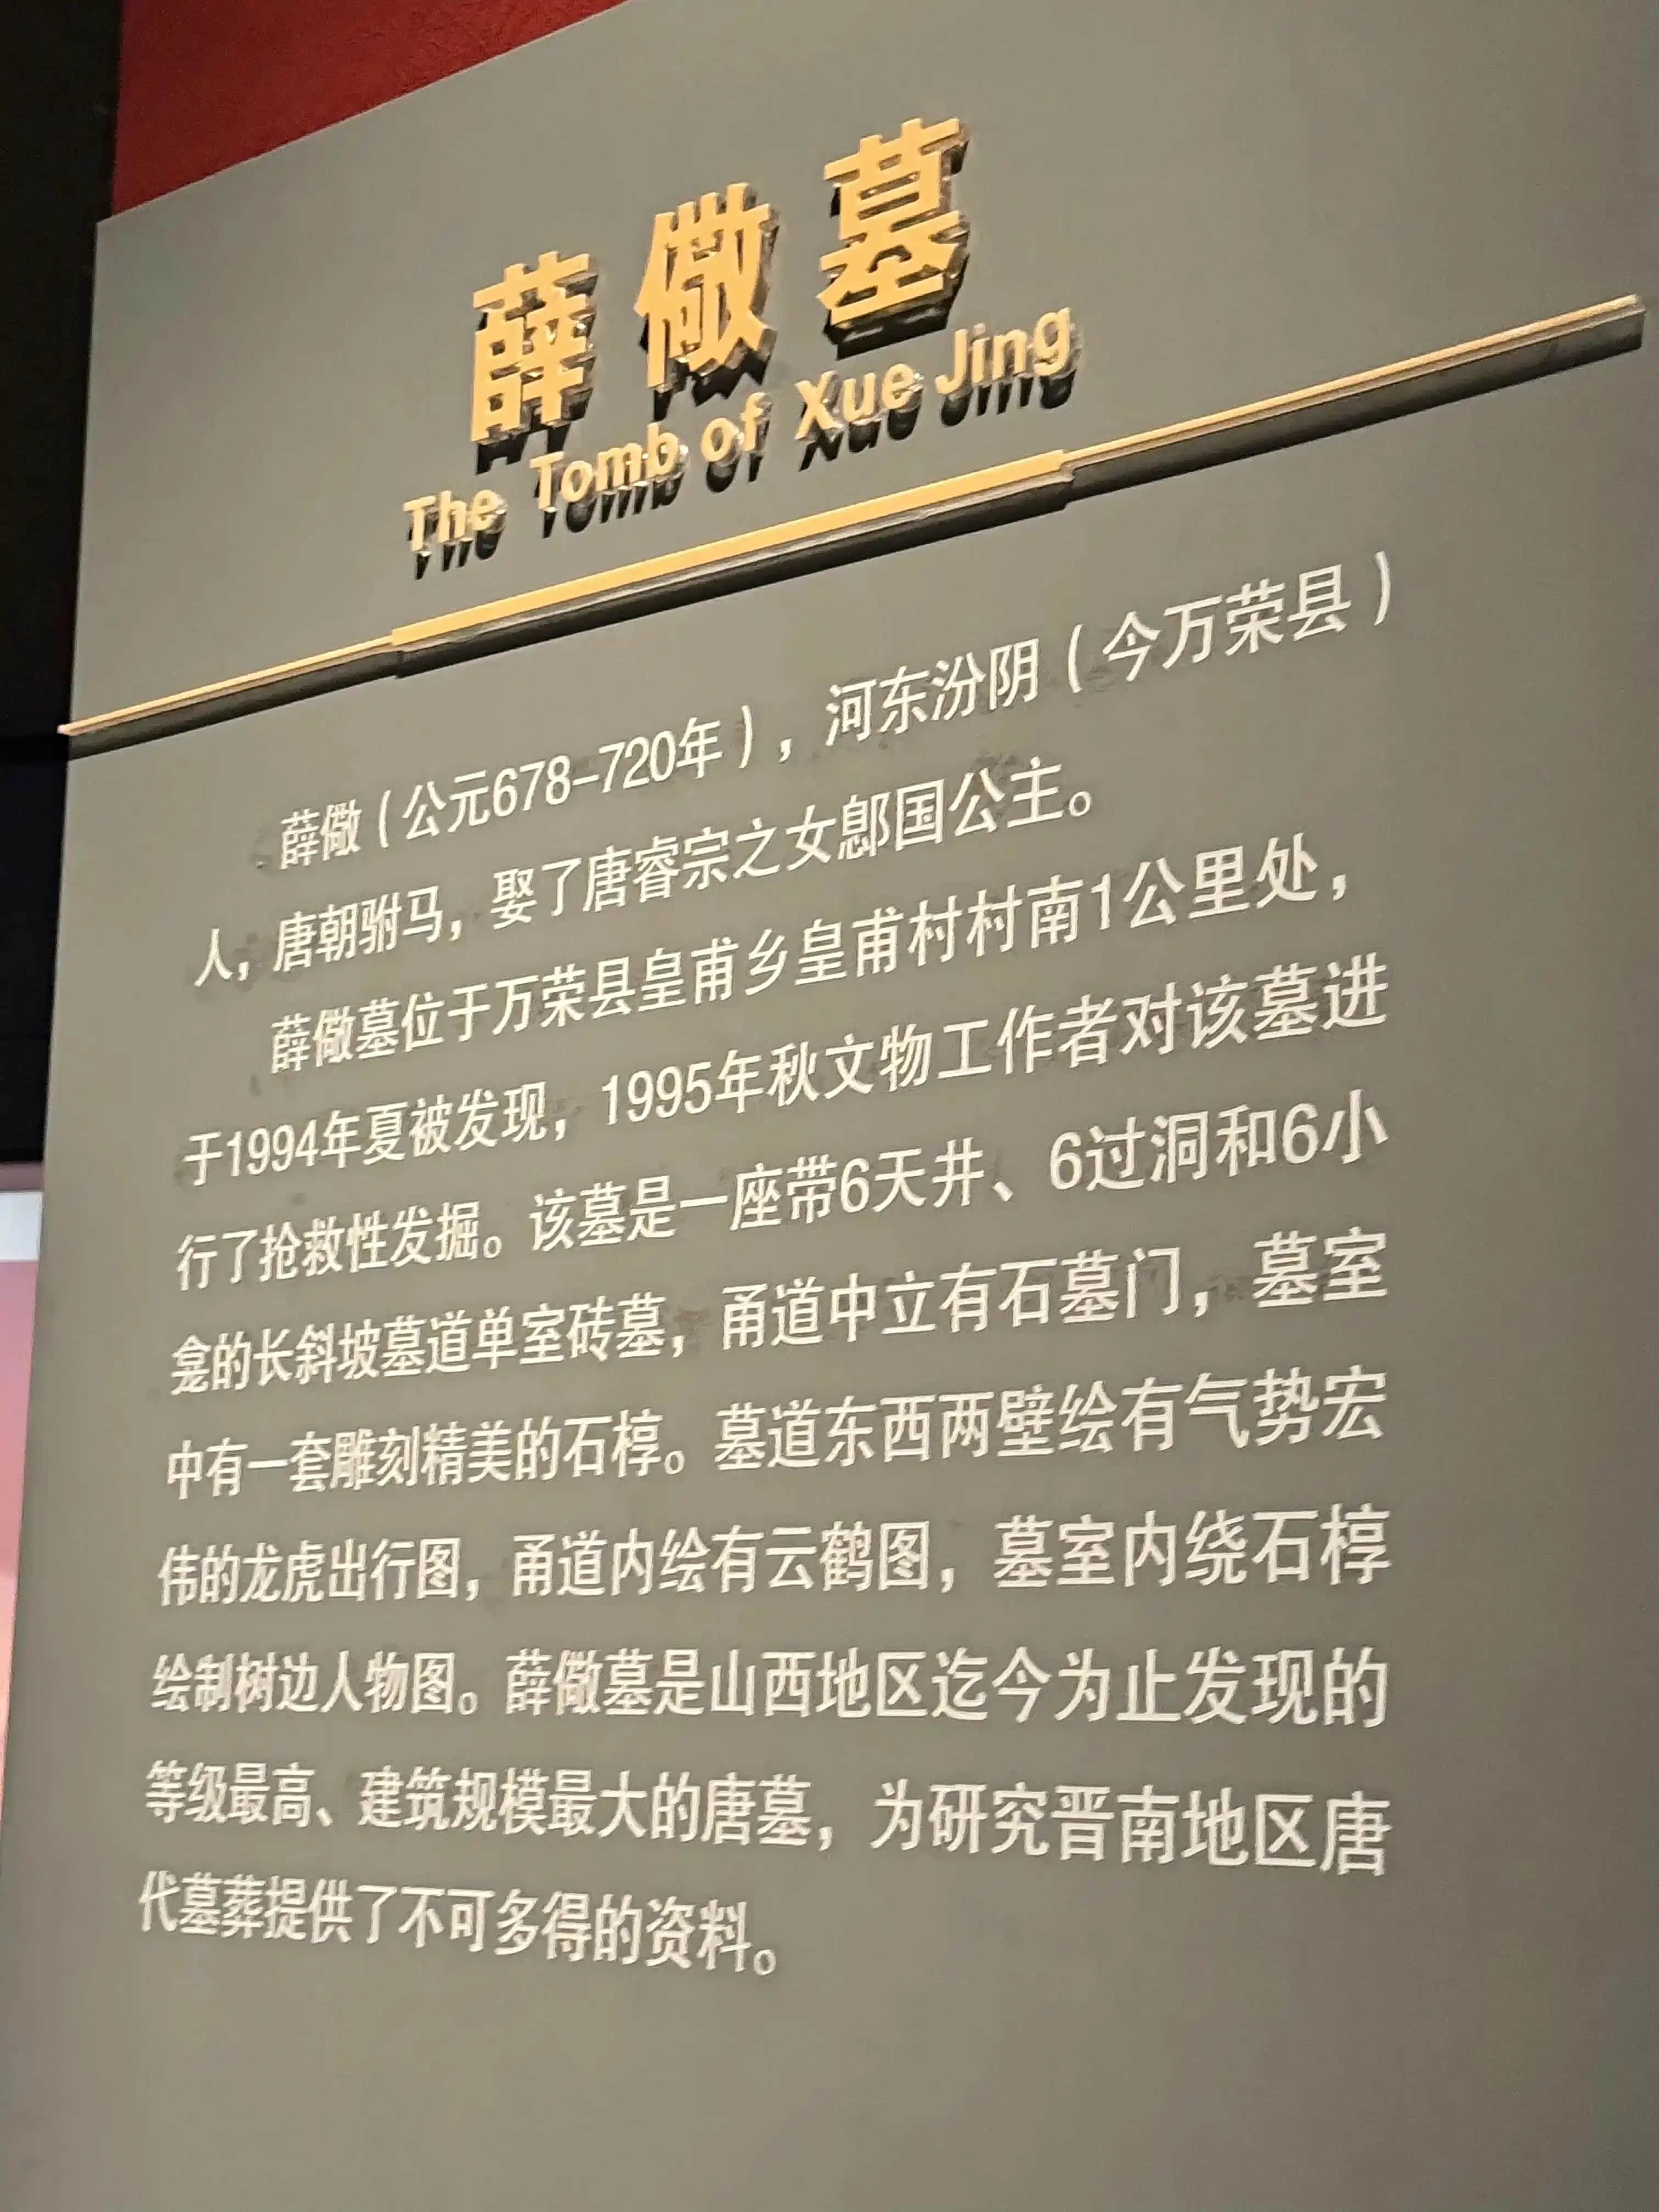 薛儆墓
The Tomb of Xue Jing
薛儆（公元678-720年），河东汾阴（今万荣县）
人，唐朝驸马，娶了唐睿宗之女鄎国公主。
薛儆墓位于万荣县皇甫乡皇甫村村南1公里处，
于1994年夏被发现，1995年秋文物工作者对该墓进
行了抢救性发掘。该墓是一座带6天井、6过洞和6小
龛的长斜坡墓道单室砖墓，甬道中立有石墓门，墓室
中有一套雕刻精美的石椁。墓道东西两壁绘有气势宏
伟的龙虎出行图，甬道内绘有云鹤图，墓室内绕石椁
绘制树边人物图。薛儆墓是山西地区迄今为止发现的
等级最高、建筑规模最大的唐墓，为研究晋南地区唐
代墓葬提供了不可多得的资料。